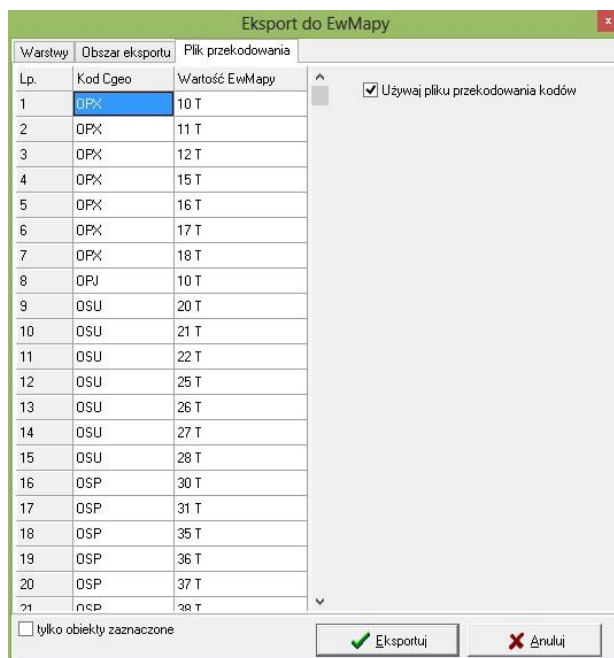 Eksport do EwMapy
x
Warstwy Obszar eksportu Plik przekodowania
Lp. Kod Cgeo Wartość EwMapy
Używaj pliku przekodowania kodów
1 OPX 10 T
2 OPX 11 T
3 OPX 12 T
4 OPX 15 T
5 OPX 16 T
6 OPX 17 T
7 OPX 18 T
8 OPJ 10 T
9 OSU 20 T
10 OSU 21 T
11 OSU 22 T
12 OSU 25 T
13 OSU 26 T
14 OSU 27 T
15 OSU 28 T
16 OSP 30 T
17 OSP 31 T
18 OSP 35 T
19 OSP 36 T
20 OSP 37 T
21 OSP 38 T
tylko obiekty zaznaczone
Eksportuj Anuluj